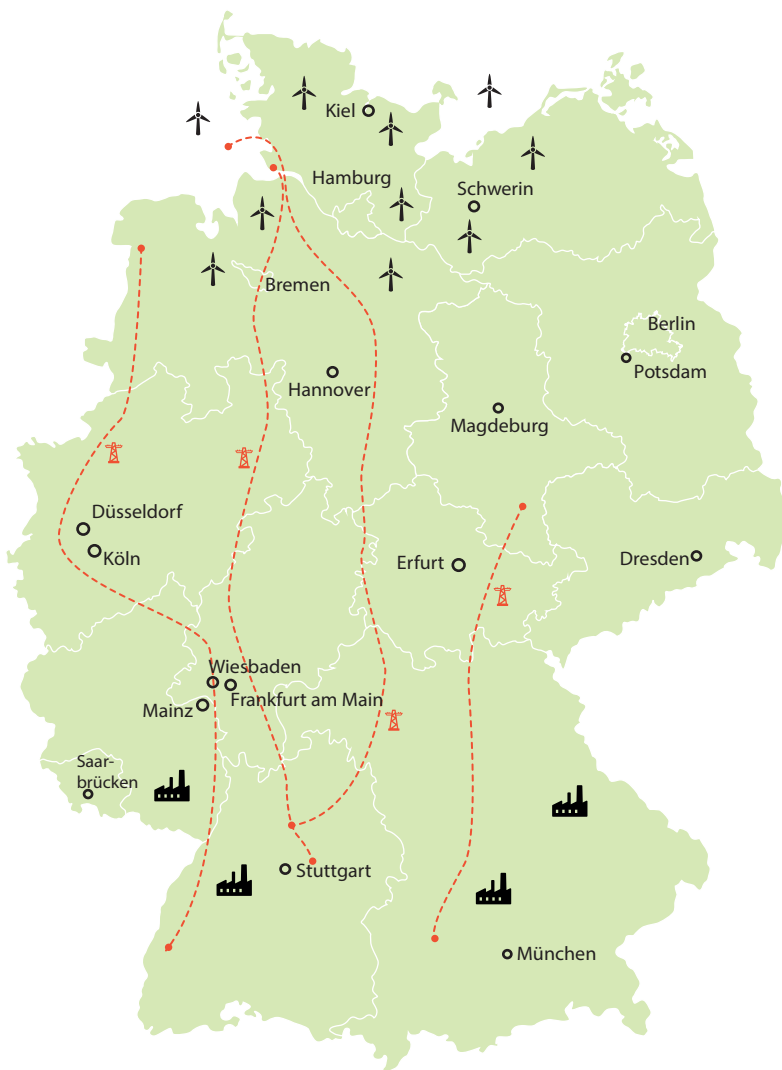 Kiel
Hamburg
Schwerin
Bremen
Berlin
Potsdam
Hannover
Magdeburg
Düsseldorf
Köln
Erfurt
Dresden
Wiesbaden
Frankfurt am Main
Mainz
Saar-
brücken
Stuttgart
München